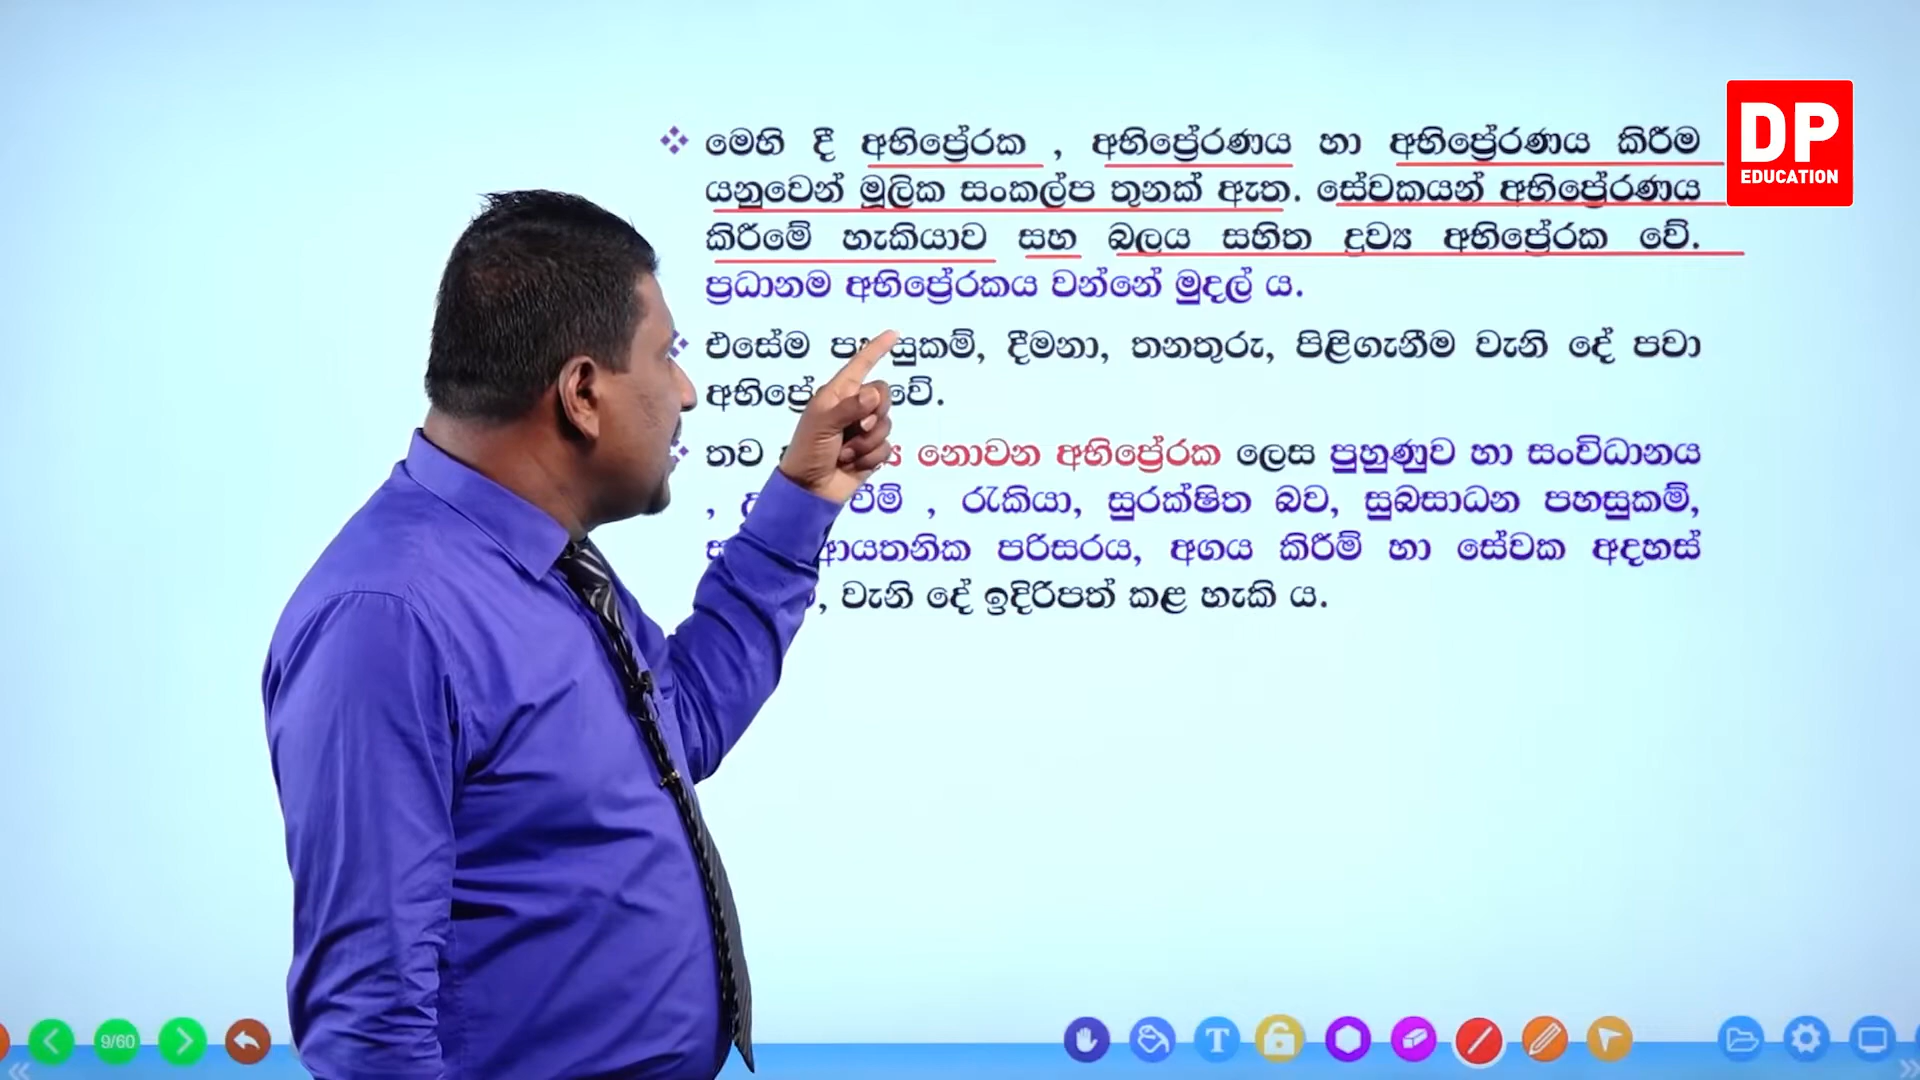 DP
EDUCATION
මෙහි දී අභිප්‍රේරක , අභිප්‍රේරණය හා අභිප්‍රේරණය කිරීම
යනුවෙන් මූලික සංකල්ප තුනක් ඇත. සේවකයන් අභිප්‍රේරණය
කිරීමේ හැකියාව සහ බලය සහිත ද්‍රව්‍ය අභිප්‍රේරක වේ.
ප්‍රධානම අභිප්‍රේරකය වන්නේ මුදල් ය.
එසේම පහසුකම්, දීමනා, තනතුරු, පිළිගැනීම වැනි දේ පවා
වේ.
තව නොවන අභිප්‍රේරක ලෙස පුහුණුව හා සංවිධානය
, , රැකියා, සුරක්ෂිත බව, සුබසාධන පහසුකම්,
ආයතනික පරිසරය, අගය කිරීම් හා සේවක අදහස්
, වැනි දේ ඉදිරිපත් කළ හැකි ය.
9/60
T